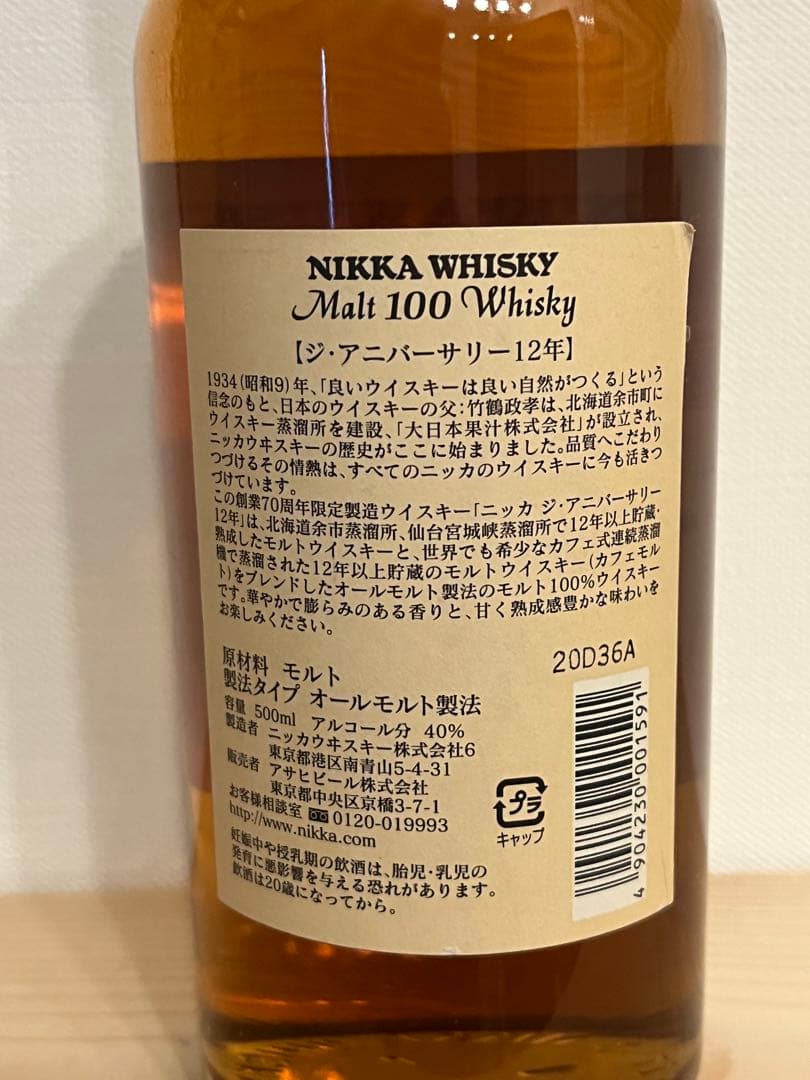 NIKKA WHISKY
Malt 100 Whisky
【ジ・アニバーサリー12年】
1934(昭和9)年、「良いウイスキーは良い自然がつくる」という
信念のもと、日本のウイスキーの父:竹鶴政孝は、北海道余市町に
ウイスキー蒸溜所を建設、「大日本果汁株式会社」が設立され、
ニッカウヰスキーの歴史がここに始まりました。品質へこだわり
つづけるその情熱は、すべてのニッカのウイスキーに今も活きつ
づけています。
この創業70周年限定製造ウイスキー「ニッカ ジ・アニバーサリー
12年」は、北海道余市蒸溜所、仙台宮城峡蒸溜所で12年以上貯蔵・
熟成したモルトウイスキーと、世界でも希少なカフェ式連続蒸溜
機で蒸溜された12年以上貯蔵のモルトウイスキー(カフェモル
ト)をブレンドしたオールモルト製法のモルト100%ウイスキー
です。華やかで膨らみのある香りと、甘く熟成感豊かな味わいを
お楽しみください。
20D36A
原材料 モルト
製法タイプ オールモルト製法
容量 500ml アルコール分 40%
製造者 ニッカウヰスキー株式会社6
東京都港区南青山5-4-31
販売者 アサヒビール株式会社
東京都中央区京橋3-7-1
お客様相談室 0120-019993
http://www.nikka.com
妊娠中や授乳期の飲酒は、胎児・乳児の
発育に悪影響を与える恐れがあります。
飲酒は20歳になってから。
プラ
キャップ
4 904230 001591